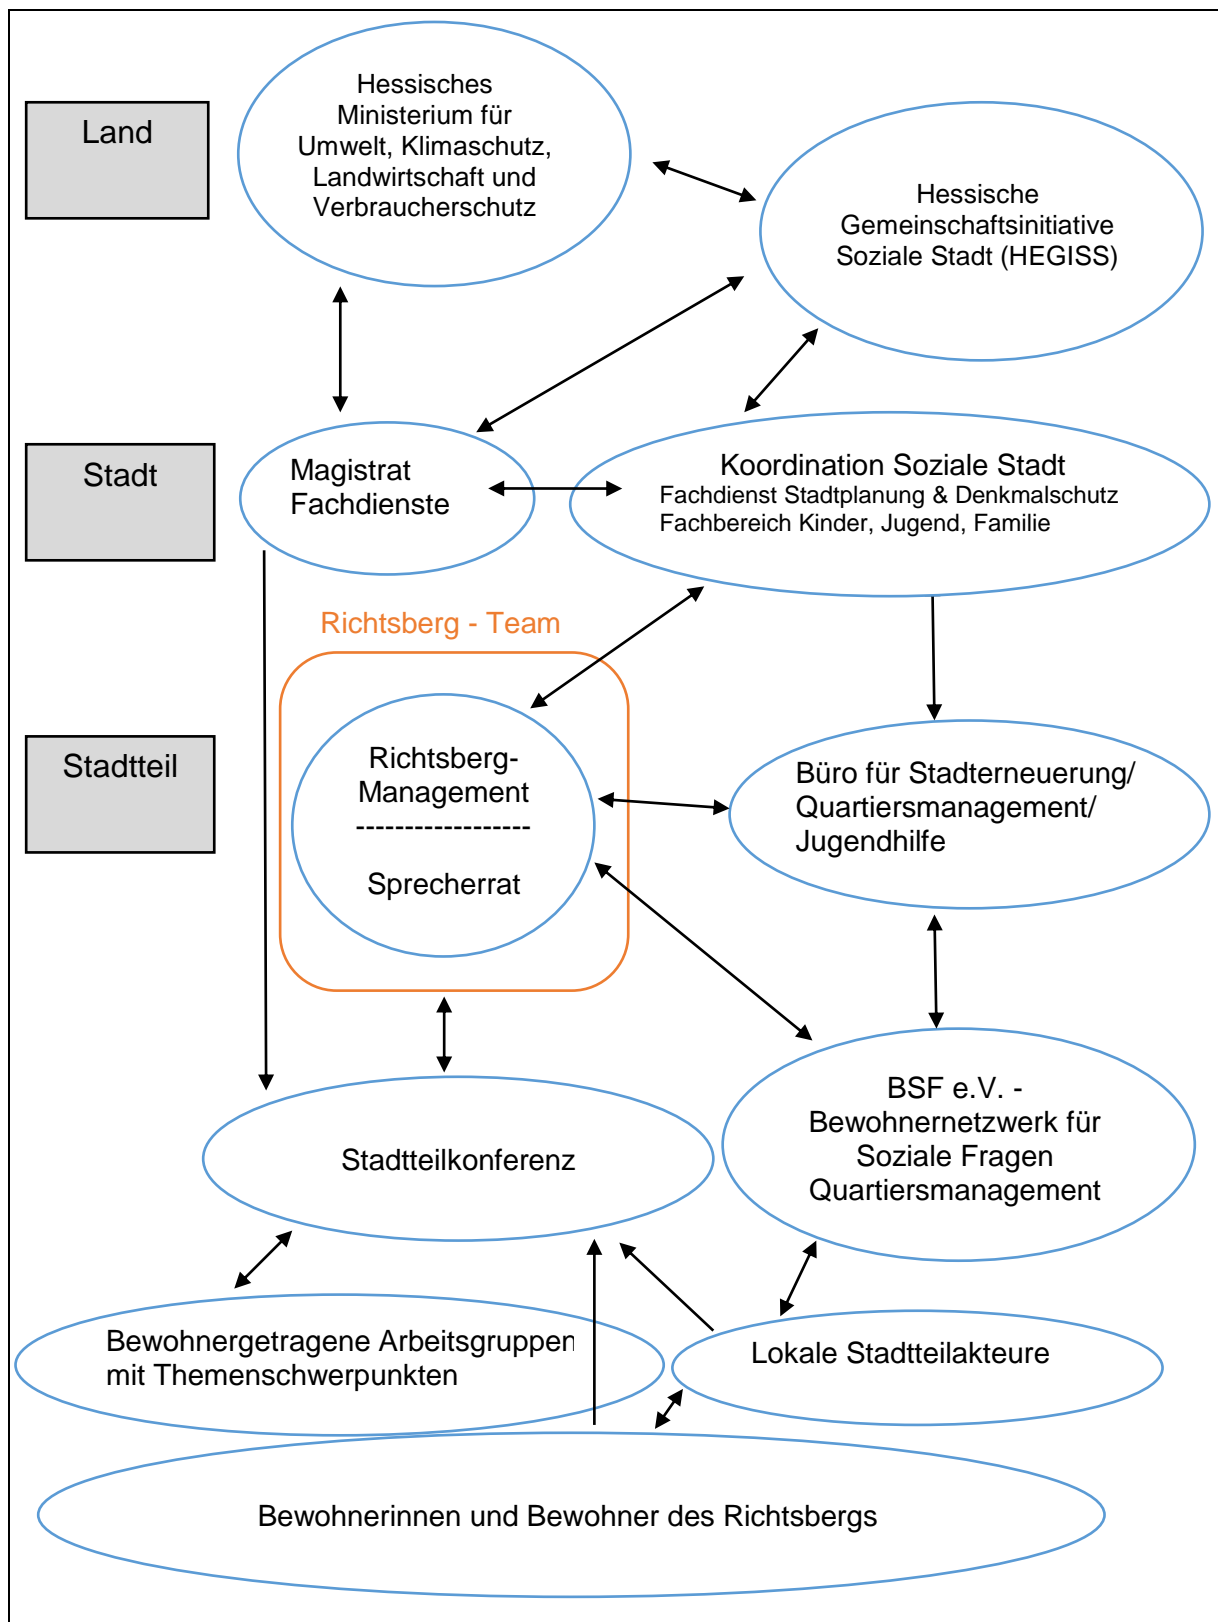 Land
Hessisches
Ministerium für
Umwelt, Klimaschutz,
Landwirtschaft und
Verbraucherschutz
Hessische
Gemeinschaftsinitiative
Soziale Stadt (HEGISS)
Stadt
Magistrat
Fachdienste
Koordination Soziale Stadt
Fachdienst Stadtplanung & Denkmalschutz
Fachbereich Kinder, Jugend, Familie
Richtsberg - Team
Stadtteil
Richtsberg-
Management
------------------
Sprecherrat
Büro für Stadterneuerung/
Quartiersmanagement/
Jugendhilfe
BSF e.V. -
Bewohnernetzwerk für
Soziale Fragen
Quartiersmanagement
Stadtteilkonferenz
Bewohnergetragene Arbeitsgruppen
mit Themenschwerpunkten
Lokale Stadtteilakteure
Bewohnerinnen und Bewohner des Richtsbergs